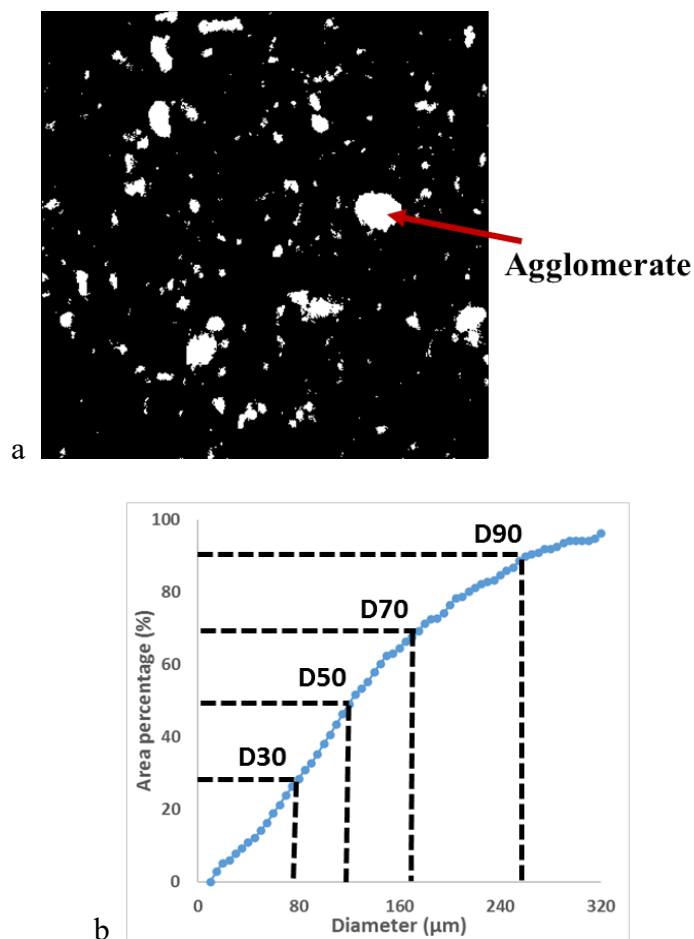 Agglomerate
a
100
80
60
40
20
0
Area percentage (%)
D90
D70
D50
D30
0 80 160 240 320
Diameter (µm)
b